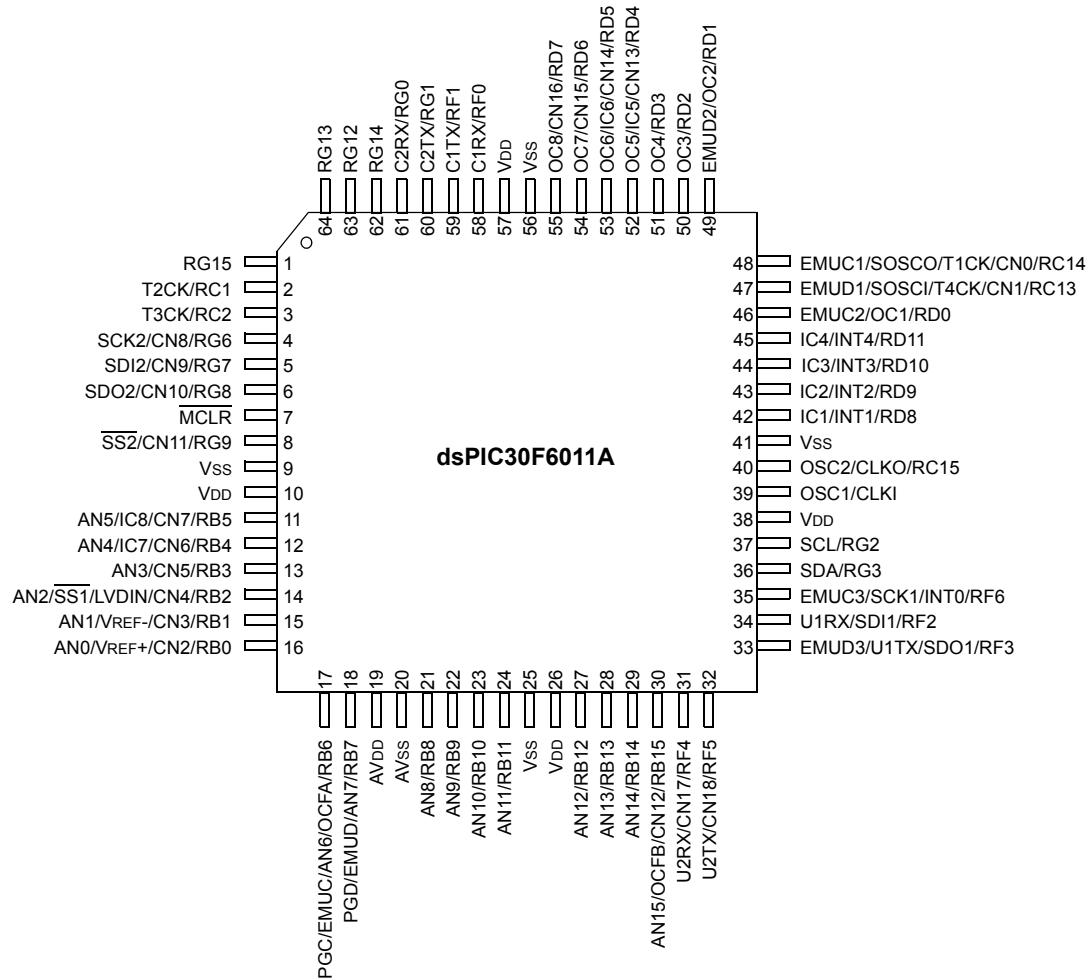 RG13
RG12
RG14
C2RX/RG0
C2TX/RG1
C1TX/RF1
C1RX/RF0
VDD
VSS
OC8/CN16/RD7
OC7/CN15/RD6
OC6/IC6/CN14/RD5
OC5/IC5/CN13/RD4
OC4/RD3
OC3/RD2
EMUD2/OC2/RD1
64
63
62
61
60
59
58
57
56
55
54
53
52
51
50
49
RG15 1
T2CK/RC1 2
T3CK/RC2 3
SCK2/CN8/RG6 4
SDI2/CN9/RG7 5
SDO2/CN10/RG8 6
MCLR 7
SS2/CN11/RG9 8
VSS 9
VDD 10
AN5/IC8/CN7/RB5 11
AN4/IC7/CN6/RB4 12
AN3/CN5/RB3 13
AN2/SS1/LVDIN/CN4/RB2 14
AN1/VREF-/CN3/RB1 15
AN0/VREF+/CN2/RB0 16
dsPIC30F6011A
48 EMUC1/SOSCO/T1CK/CN0/RC14
47 EMUD1/SOSCI/T4CK/CN1/RC13
46 EMUC2/OC1/RD0
45 IC4/INT4/RD11
44 IC3/INT3/RD10
43 IC2/INT2/RD9
42 IC1/INT1/RD8
41 VSS
40 OSC2/CLKO/RC15
39 OSC1/CLKI
38 VDD
37 SCL/RG2
36 SDA/RG3
35 EMUC3/SCK1/INT0/RF6
34 U1RX/SDI1/RF2
33 EMUD3/U1TX/SDO1/RF3
17
18
19
20
21
22
23
24
25
26
27
28
29
30
31
32
PGC/EMUC/AN6/OCFA/RB6
PGD/EMUD/AN7/RB7
AVDD
AVSS
AN8/RB8
AN9/RB9
AN10/RB10
AN11/RB11
VSS
VDD
AN12/RB12
AN13/RB13
AN14/RB14
AN15/OCFB/CN12/RB15
U2RX/CN17/RF4
U2TX/CN18/RF5